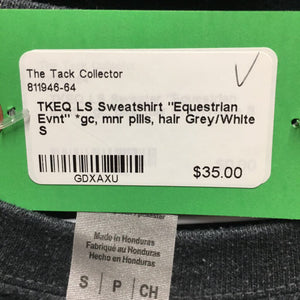 The Tack Collector
811946-64
TKEQ LS Sweatshirt "Equestrian
Evnt" *gc, mnr pills, hair Grey/White
S
GDXAXU
$35.00
Made in Honduras
Fabriqué au Honduras
Hecho en Honduras
S P CH